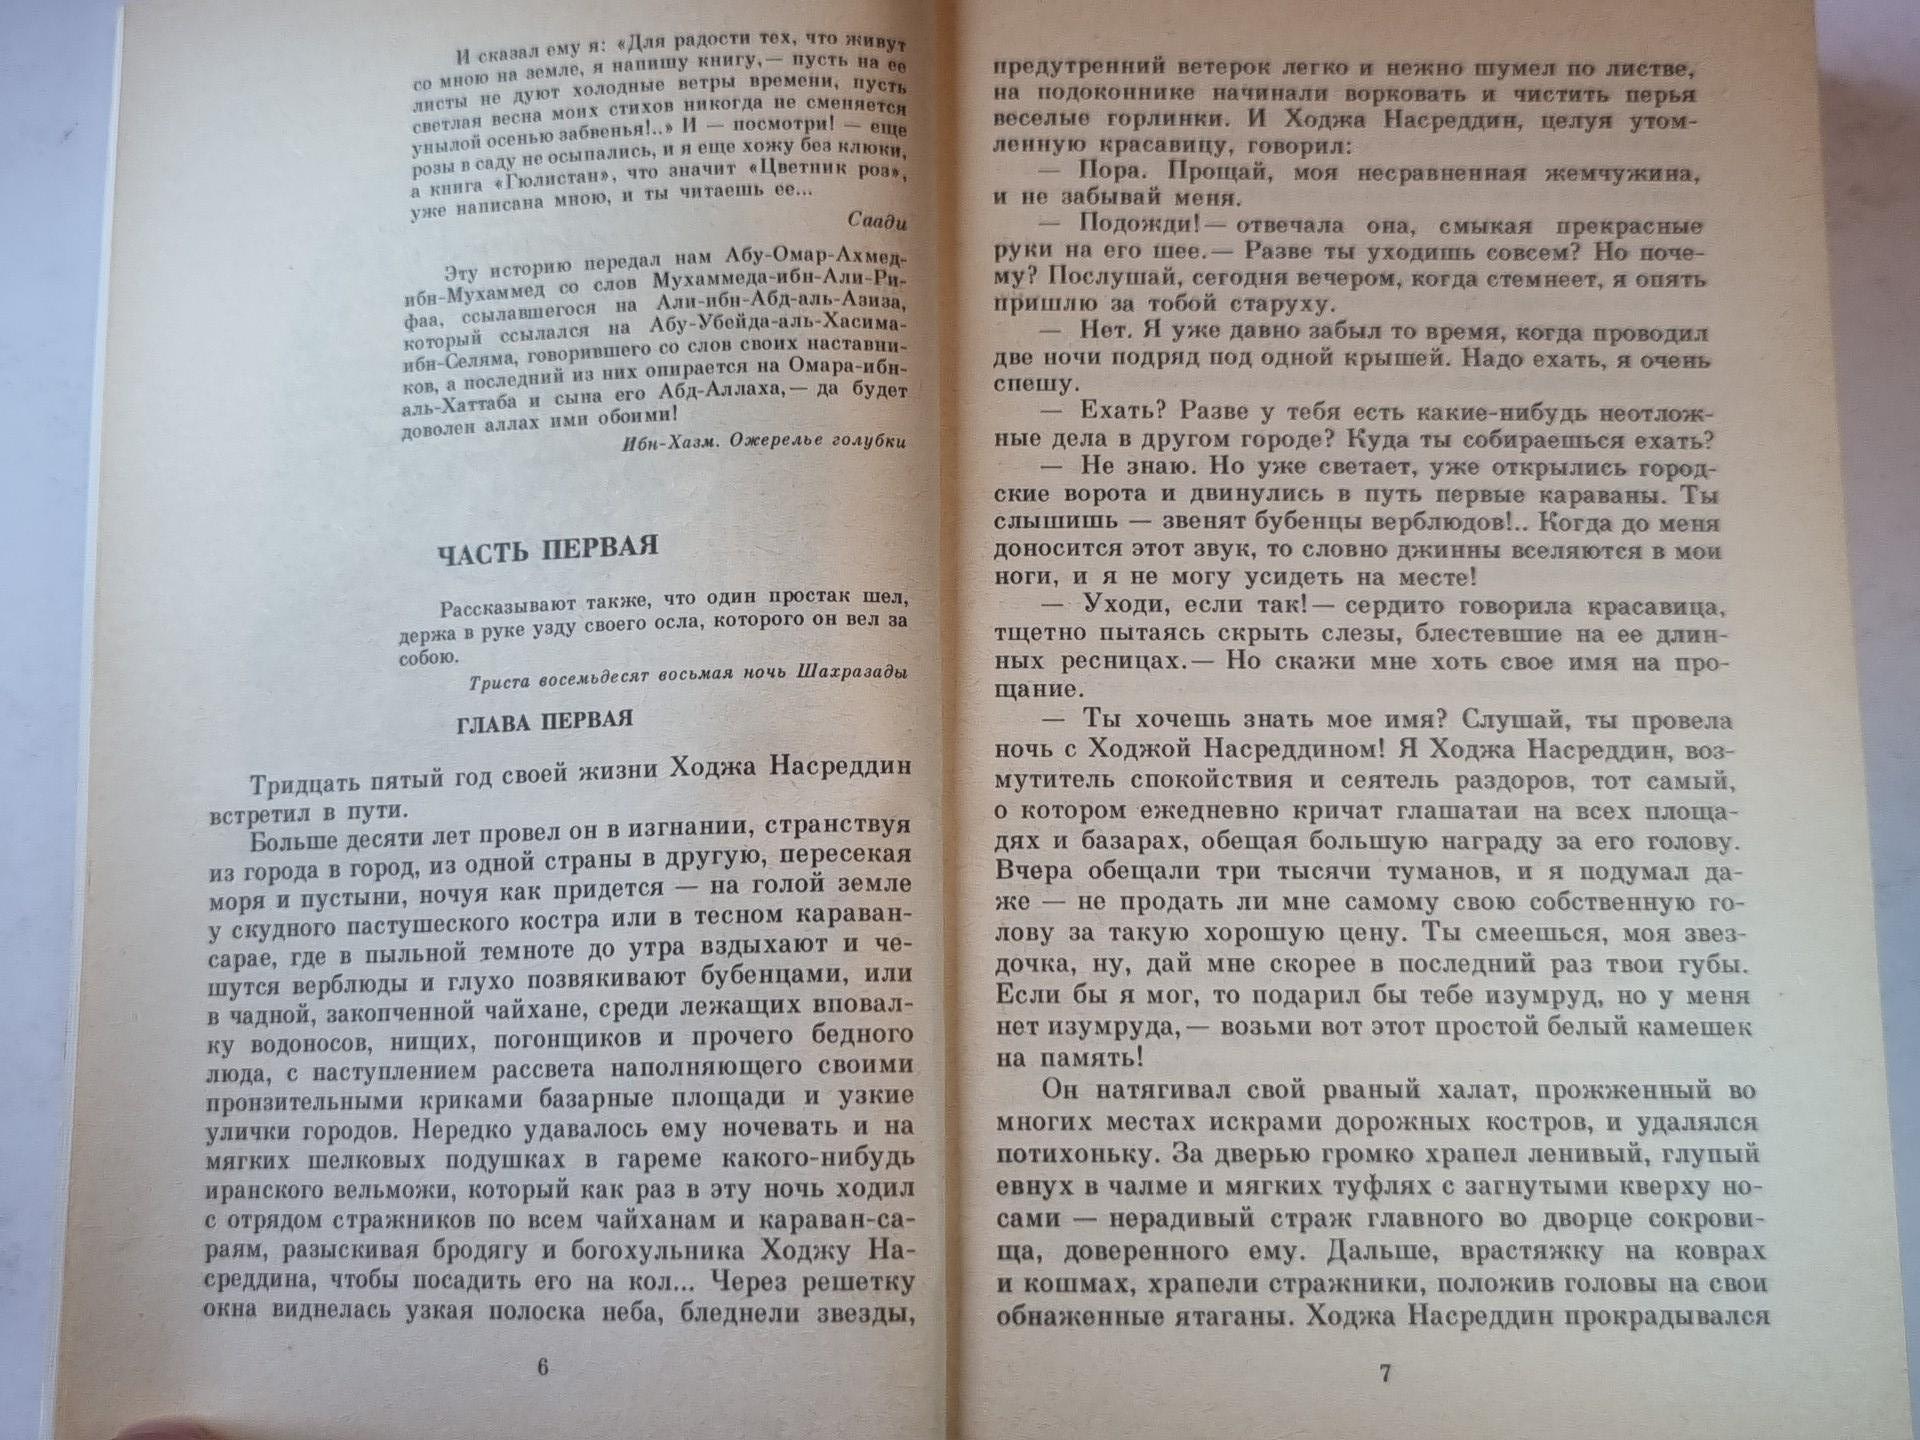 И сказал ему я: «Для радости тех, что живут
со мною на земле, я напишу книгу,— пусть на ее
листы не дуют холодные ветры времени, пусть
светлая весна моих стихов никогда не сменяется
унылой осенью забвенья!..» И — посмотри! — еще
розы в саду не осыпались, и я еще хожу без клюки,
а книга «Гюлистан», что значит «Цветник роз»,
уже написана мною, и ты читаешь ее...
Саади
Эту историю передал нам Абу-Омар-Ахмед-
ибн-Мухаммед со слов Мухаммеда-ибн-Али-Ри-
фаа, ссылавшегося на Али-ибн-Абд-аль-Азиза,
который ссылался на Абу-Убейда-аль-Хасима-
ибн-Селяма, говорившего со слов своих наставни-
ков, а последний из них опирается на Омара-ибн-
аль-Хаттаба и сына его Абд-Аллаха,— да будет
доволен аллах ими обоими!
Ибн-Хазм. Ожерелье голубки
ЧАСТЬ ПЕРВАЯ
Рассказывают также, что один простак шел,
держа в руке узду своего осла, которого он вел за
собою.
Триста восемьдесят восьмая ночь Шахразады
ГЛАВА ПЕРВАЯ
Тридцать пятый год своей жизни Ходжа Насреддин
встретил в пути.
Больше десяти лет провел он в изгнании, странствуя
из города в город, из одной страны в другую, пересекая
моря и пустыни, ночуя как придется — на голой земле
у скудного пастушеского костра или в тесном караван-
сарае, где в пыльной темноте до утра вздыхают и че-
шутся верблюды и глухо позвякивают бубенцами, или
в чадной, закопченной чайхане, среди лежащих вповал-
ку водоносов, нищих, погонщиков и прочего бедного
люда, с наступлением рассвета наполняющего своими
пронзительными криками базарные площади и узкие
улички городов. Нередко удавалось ему ночевать и на
мягких шелковых подушках в гареме какого-нибудь
иранского вельможи, который как раз в эту ночь ходил
с отрядом стражников по всем чайханам и караван-са-
раям, разыскивая бродягу и богохульника Ходжу На-
среддина, чтобы посадить его на кол... Через решетку
окна виднелась узкая полоска неба, бледнели звезды,
6
предутренний ветерок легко и нежно шумел по листве,
на подоконнике начинали ворковать и чистить перья
веселые горлинки. И Ходжа Насреддин, целуя утом-
ленную красавицу, говорил:
— Пора. Прощай, моя несравненная жемчужина,
и не забывай меня.
— Подожди!— отвечала она, смыкая прекрасные
руки на его шее.— Разве ты уходишь совсем? Но поче-
му? Послушай, сегодня вечером, когда стемнеет, я опять
пришлю за тобой старуху.
— Нет. Я уже давно забыл то время, когда проводил
две ночи подряд под одной крышей. Надо ехать, я очень
спешу.
— Ехать? Разве у тебя есть какие-нибудь неотлож-
ные дела в другом городе? Куда ты собираешься ехать?
— Не знаю. Но уже светает, уже открылись город-
ские ворота и двинулись в путь первые караваны. Ты
слышишь — звенят бубенцы верблюдов!.. Когда до меня
доносится этот звук, то словно джинны вселяются в мои
ноги, и я не могу усидеть на месте!
— Уходи, если так!— сердито говорила красавица,
тщетно пытаясь скрыть слезы, блестевшие на ее длин-
ных ресницах.— Но скажи мне хоть свое имя на про-
щание.
— Ты хочешь знать мое имя? Слушай, ты провела
ночь с Ходжой Насреддином! Я Ходжа Насреддин, воз-
мутитель спокойствия и сеятель раздоров, тот самый,
о котором ежедневно кричат глашатаи на всех площа-
дях и базарах, обещая большую награду за его голову.
Вчера обещали три тысячи туманов, и я подумал да-
же — не продать ли мне самому свою собственную го-
лову за такую хорошую цену. Ты смеешься, моя звез-
дочка, ну, дай мне скорее в последний раз твои губы.
Если бы я мог, то подарил бы тебе изумруд, но у меня
нет изумруда,— возьми вот этот простой белый камешек
на память!
Он натягивал свой рваный халат, прожженный во
многих местах искрами дорожных костров, и удалялся
потихоньку. За дверью громко храпел ленивый, глупый
евнух в чалме и мягких туфлях с загнутыми кверху но-
сами — нерадивый страж главного во дворце сокрови-
ща, доверенного ему. Дальше, врастяжку на коврах
и кошмах, храпели стражники, положив головы на свои
обнаженные ятаганы. Ходжа Насреддин прокрадывался
7